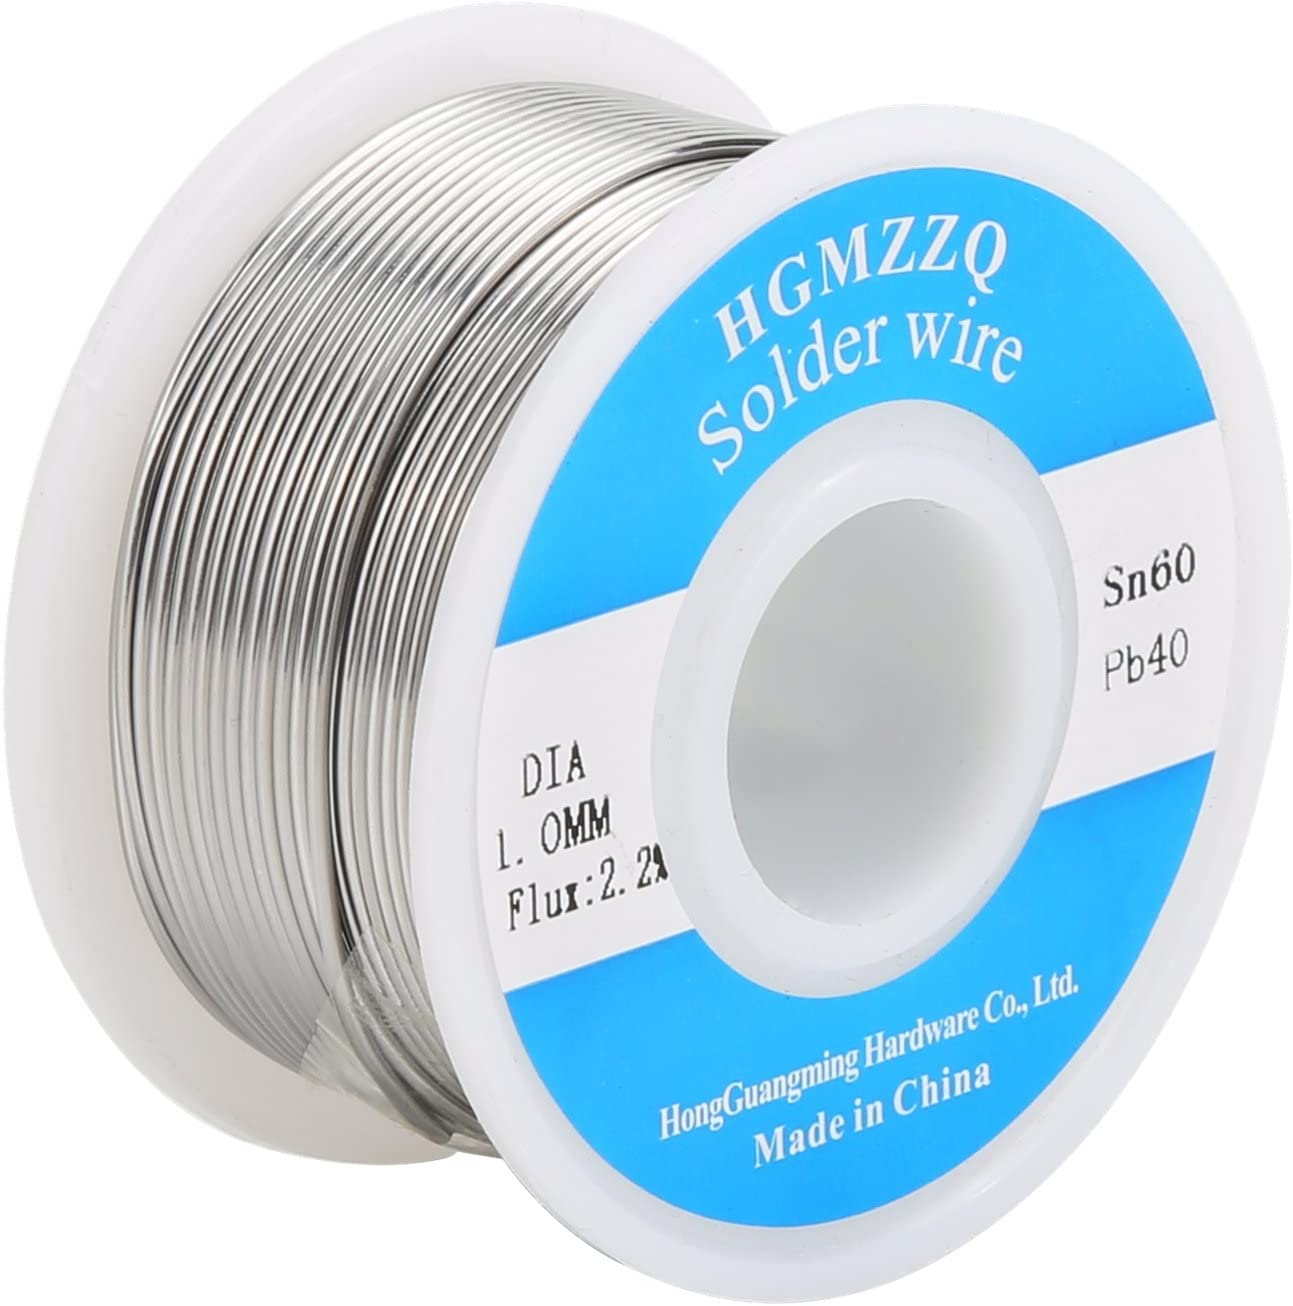 HGMZZQ
Solder wire
Sn60
Pb40
DIA
1.0MM
Flux:2.2%
HongGuangming Hardware Co., Ltd.
Made in China